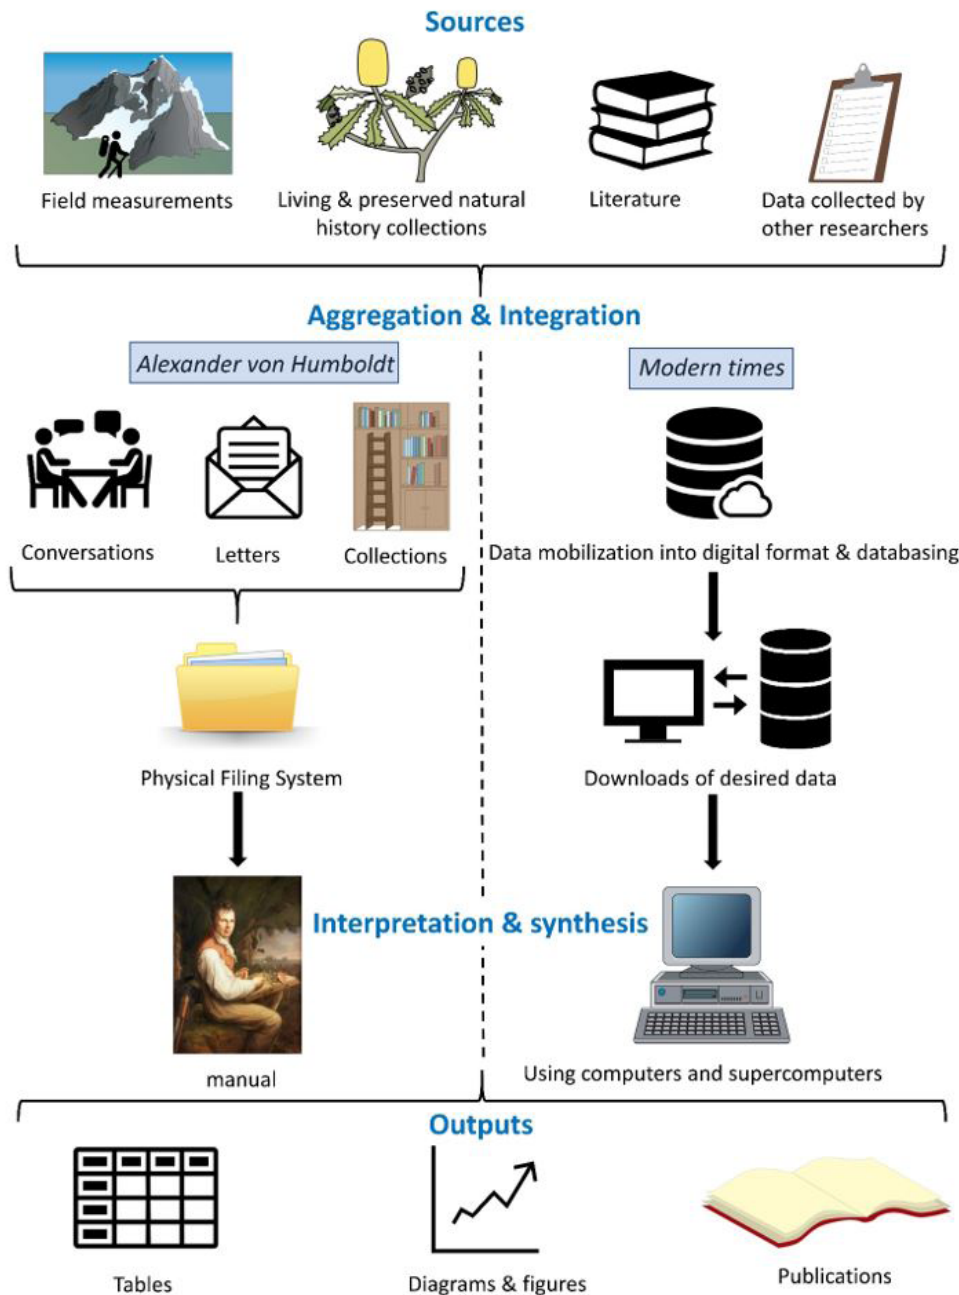 Sources
Field measurements
Living & preserved natural
history collections
Literature
Data collected by
other researchers
Aggregation & Integration
Alexander von Humboldt
Modern times
Conversations
Letters
Collections
Data mobilization into digital format & databasing
Physical Filing System
Downloads of desired data
Interpretation & synthesis
manual
Using computers and supercomputers
Outputs
Tables
Diagrams & figures
Publications